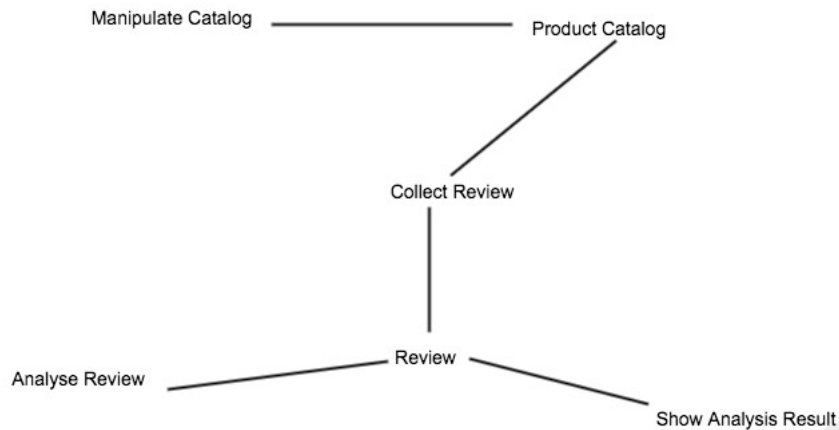 Manipulate Catalog
Product Catalog
Collect Review
Review
Analyse Review
Show Analysis Result